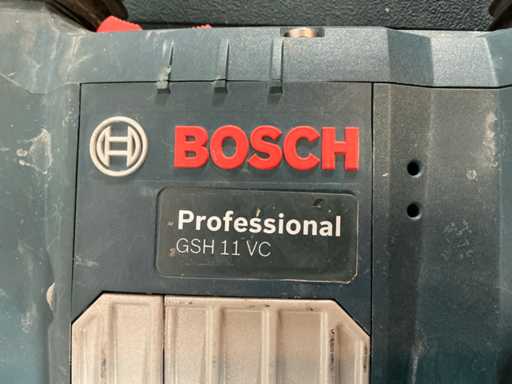 BOSCH
Professional
GSH 11 VC